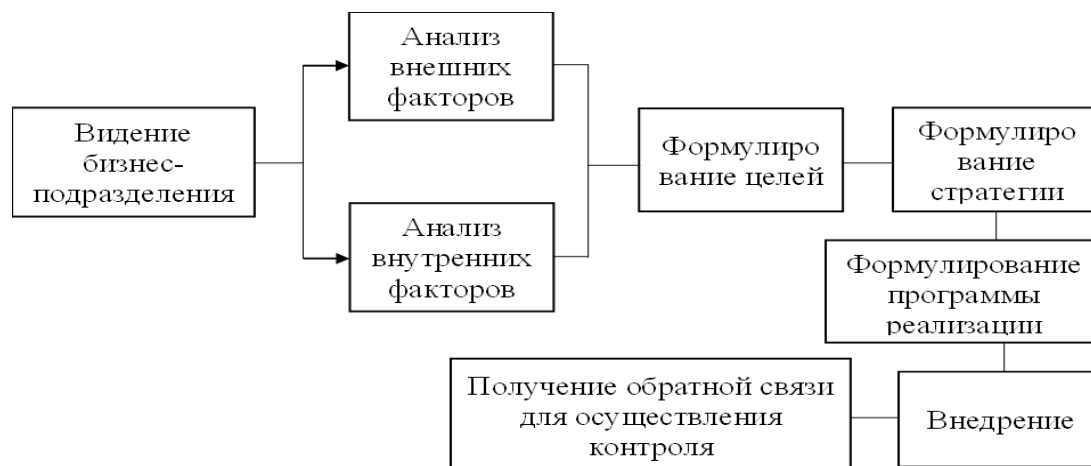 Видение
бизнес-
подразделения
Анализ
внешних
факторов
Анализ
внутренних
факторов
Формулиро
вание целей
Формулиро
вание
стратегии
Формулирование
программы
реализации
Внедрение
Получение обратной связи
для осуществления
контроля